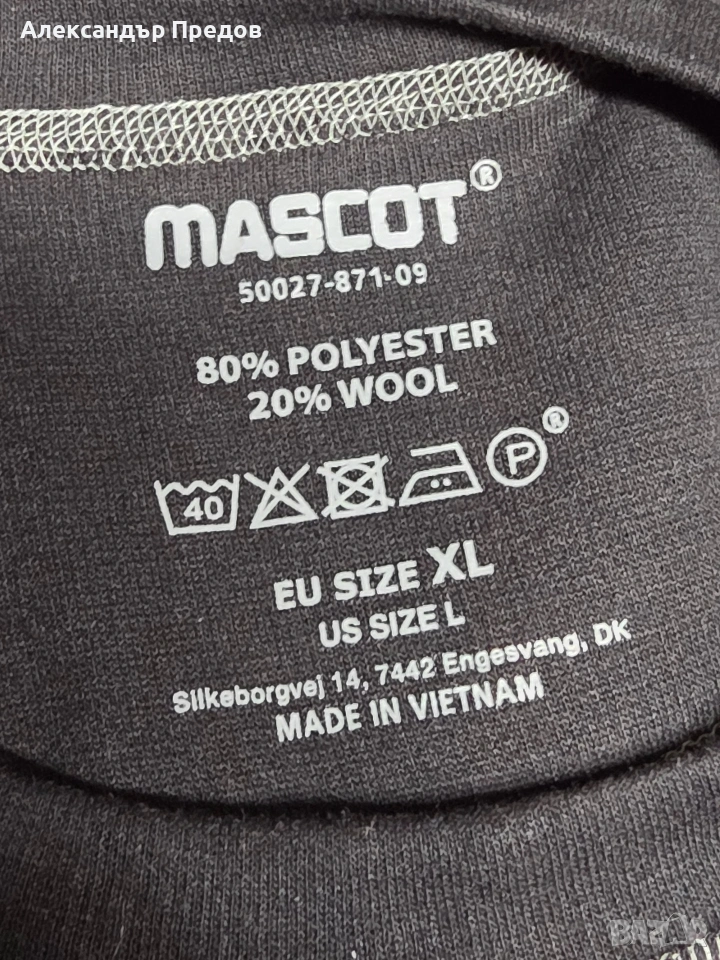 Александър Предов
MASCOT®
50027-871-09
80% POLYESTER
20% WOOL
40 P ®
EU SIZE XL
US SIZE L
Silkeborgvej 14, 7442 Engesvang, DK
MADE IN VIETNAM